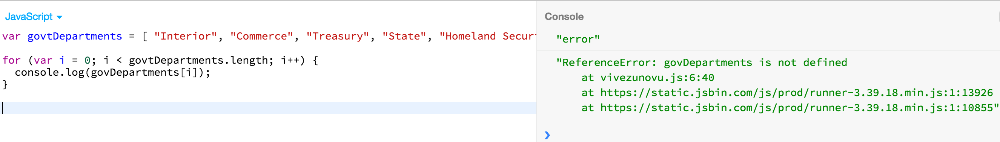 JavaScript
var govtDepartments = [ "Interior", "Commerce", "Treasury", "State", "Homeland Secur
for (var i = 0; i < govtDepartments.length; i++) {
  console.log(govDepartments[i]);
}
Console
"error"
"ReferenceError: govDepartments is not defined
    at vivezunovu.js:6:40
    at https://static.jsbin.com/js/prod/runner-3.39.18.min.js:1:13926
    at https://static.jsbin.com/js/prod/runner-3.39.18.min.js:1:10855"